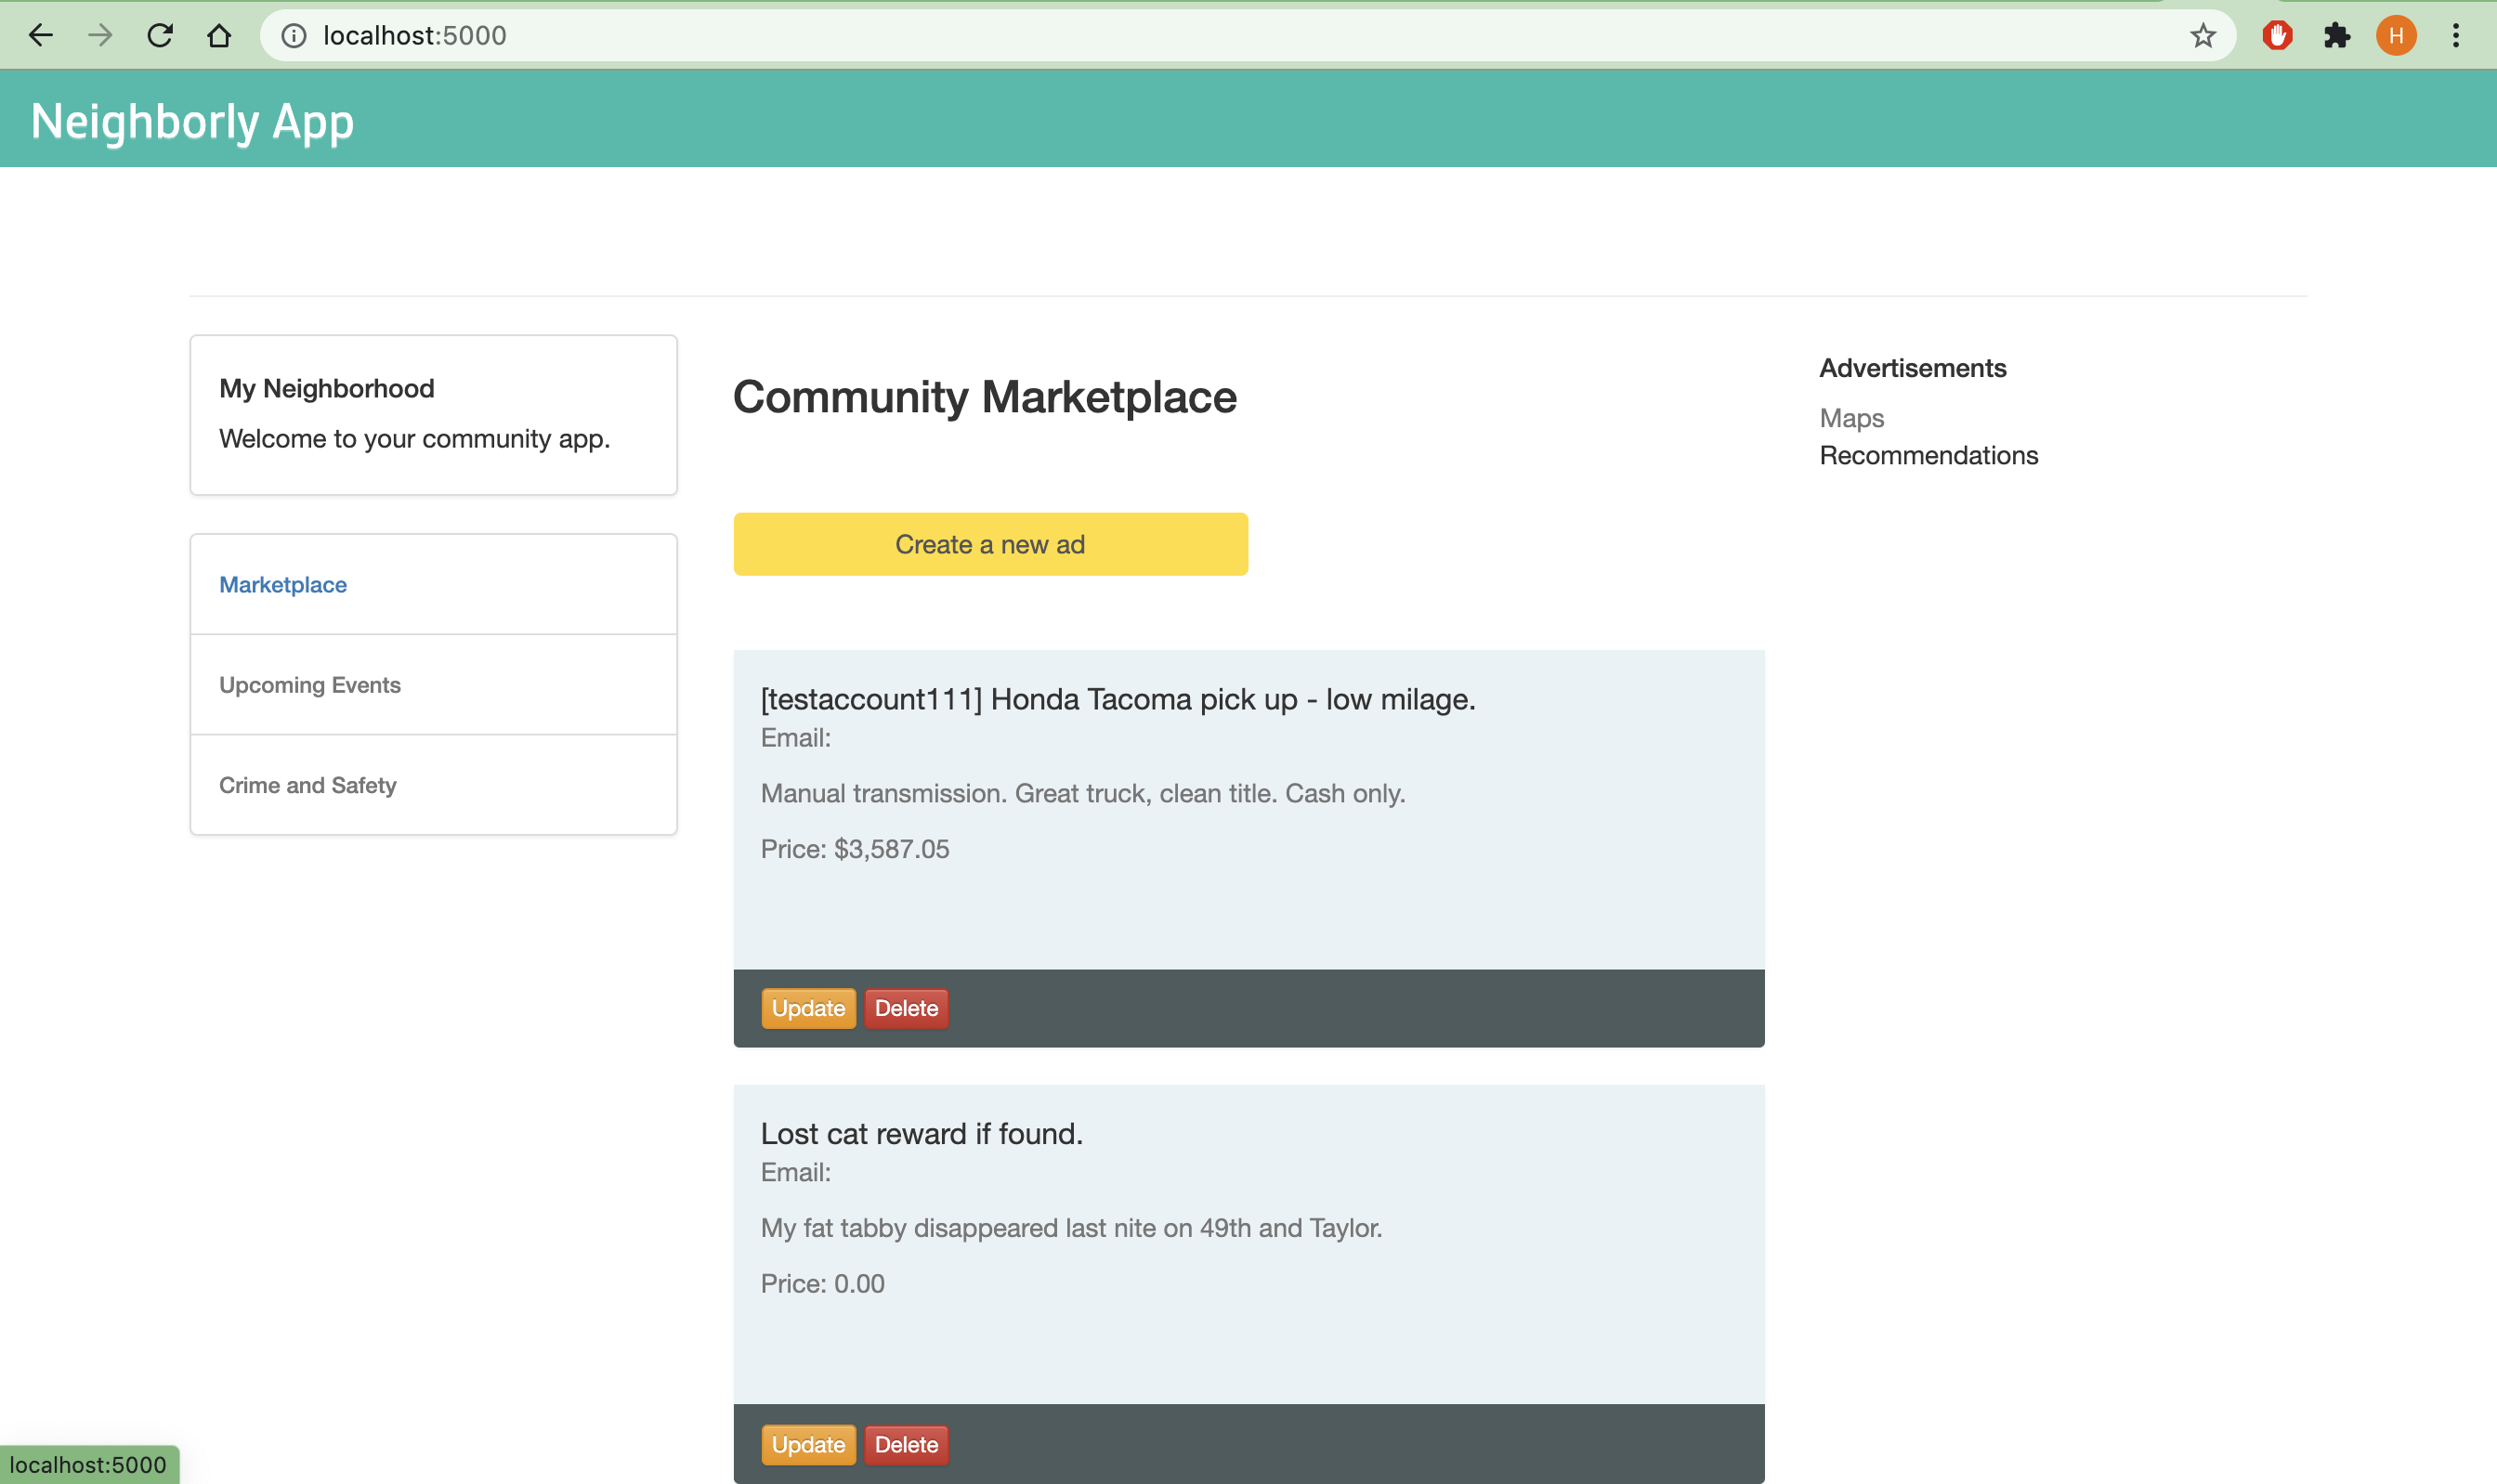 localhost:5000
H
Neighborly App
My Neighborhood
Welcome to your community app.
Marketplace
Upcoming Events
Crime and Safety
Community Marketplace
Create a new ad
[testaccount111] Honda Tacoma pick up - low milage.
Email:
Manual transmission. Great truck, clean title. Cash only.
Price: $3,587.05
Update Delete
Lost cat reward if found.
Email:
My fat tabby disappeared last nite on 49th and Taylor.
Price: 0.00
Update Delete
Advertisements
Maps
Recommendations
localhost:5000